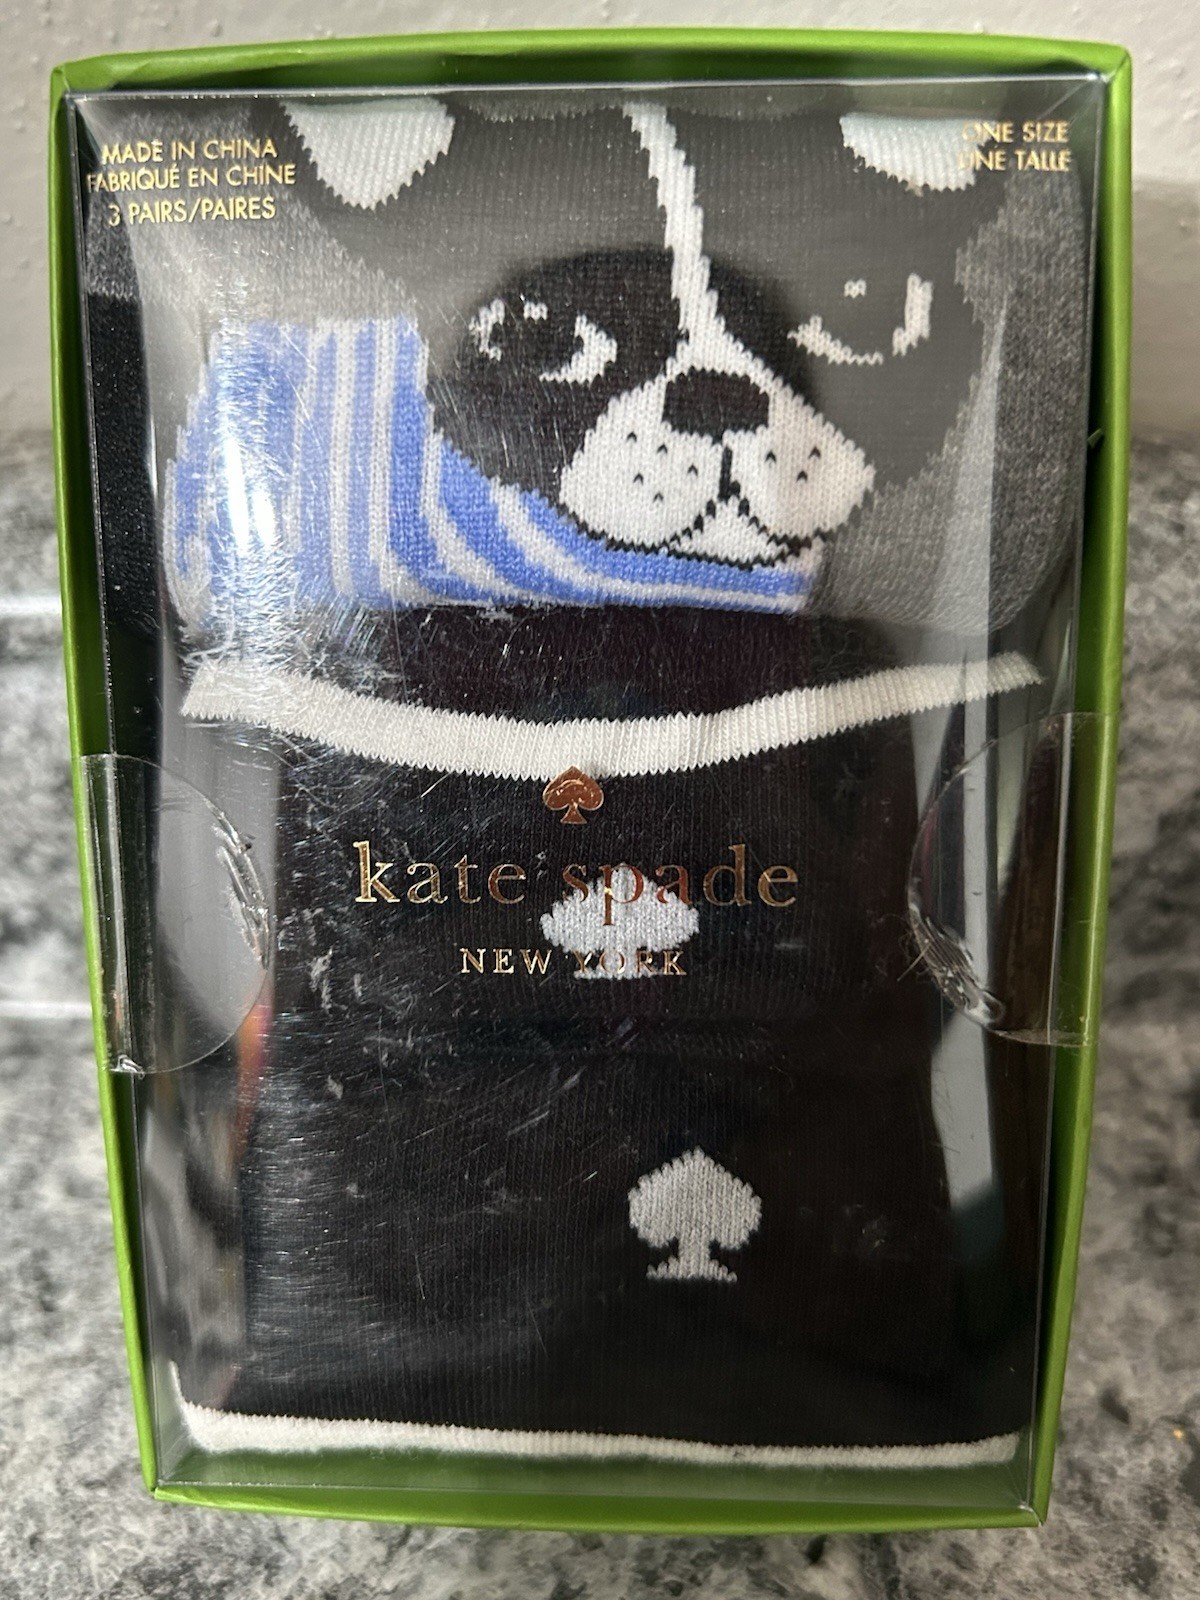 MADE IN CHINA
FABRIQUÉ EN CHINE
3 PAIRS/PAIRES
ONE SIZE
UNE TALLE
kate spade
NEW YORK